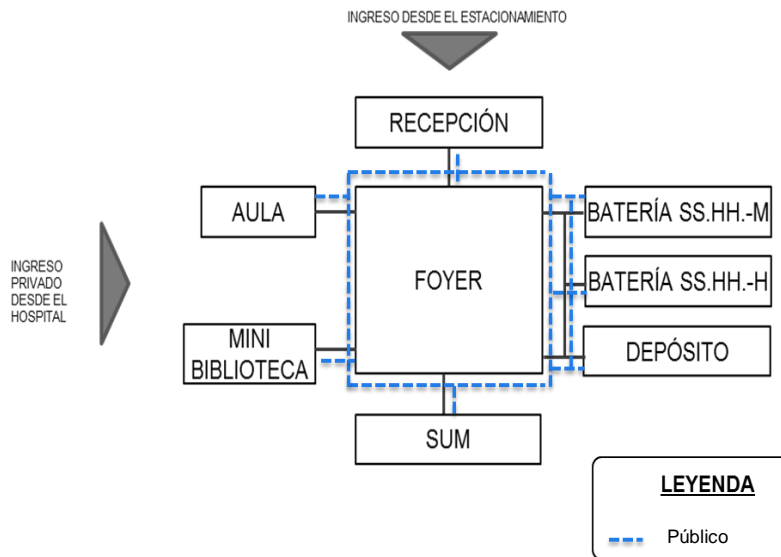 INGRESO DESDE EL ESTACIONAMIENTO
RECEPCIÓN
AULA
BATERÍA SS.HH.-M
INGRESO
PRIVADO
DESDE EL
HOSPITAL
FOYER
BATERÍA SS.HH.-H
MINI
BIBLIOTECA
DEPÓSITO
SUM
LEYENDA
Público